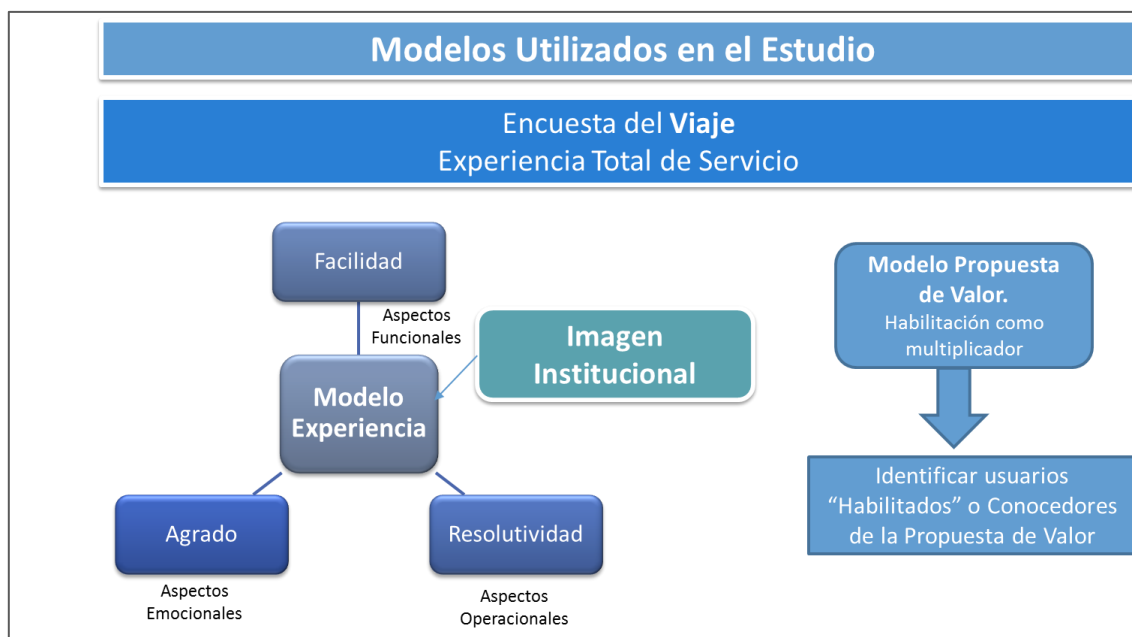 Modelos Utilizados en el Estudio
Encuesta del Viaje
Experiencia Total de Servicio
Facilidad
Aspectos
Funcionales
Imagen
Institucional
Modelo
Experiencia
Agrado
Aspectos
Emocionales
Resolutividad
Aspectos
Operacionales
Modelo Propuesta
de Valor.
Habilitación como
multiplicador
Identificar usuarios
“Habilitados” o Conocedores
de la Propuesta de Valor